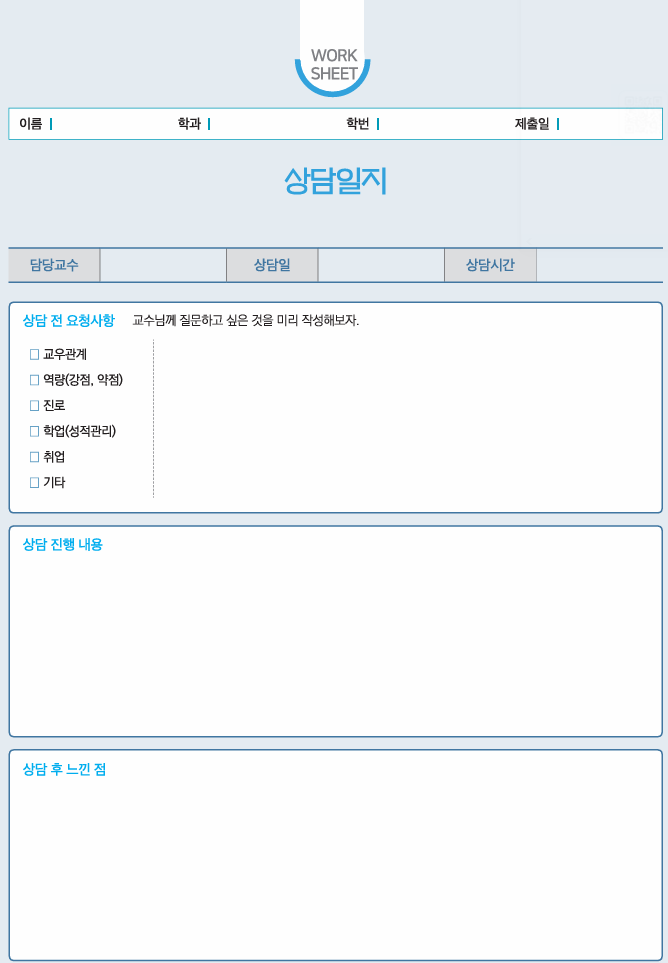 WORK
SHEET
이름 학과 학번 제출일
상담일지
담당교수 상담일 상담시간
상담 전 요청사항 교수님께 질문하고 싶은 것을 미리 작성해보자.
교우관계
역량(강점, 약점)
진로
학업(성적관리)
취업
기타
상담 진행 내용
상담 후 느낀 점